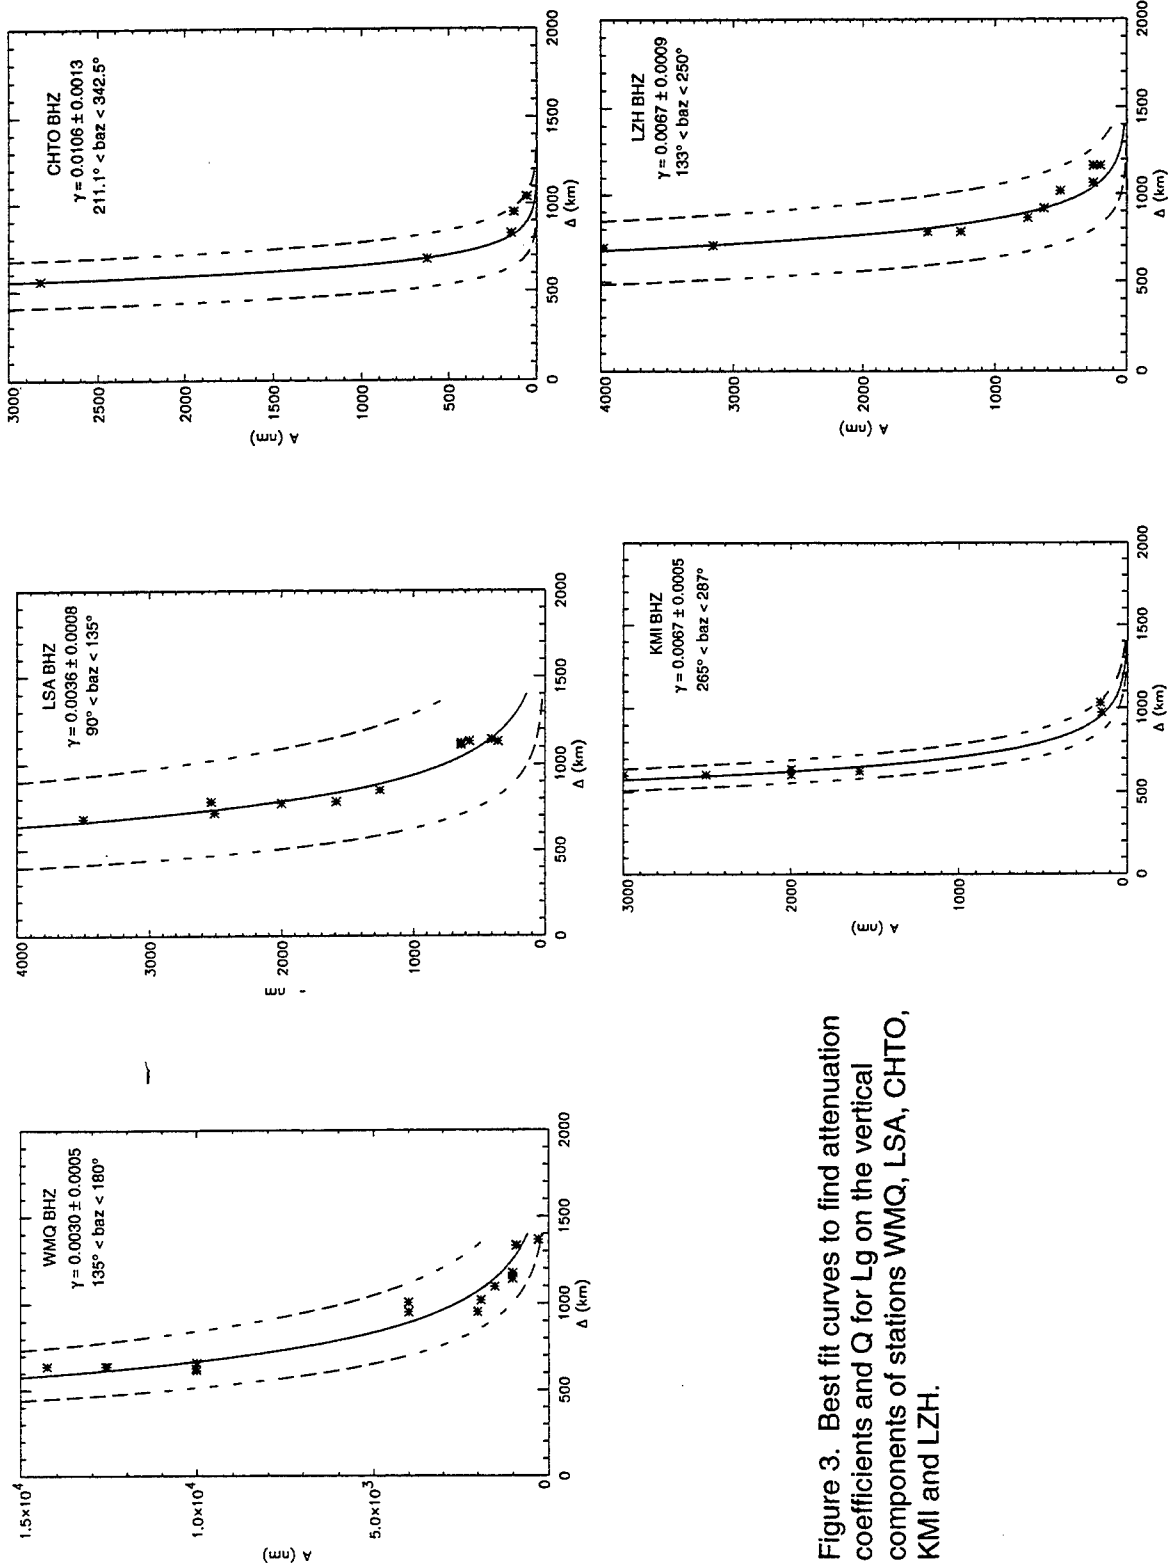 WMQ BHZ
γ = 0.0030 ± 0.0005
135° < baz < 180°
1.5×10⁴
1.0×10⁴
5.0×10³
0
A (nm)
0
500
1000
1500
2000
Δ (km)
LSA BHZ
γ = 0.0036 ± 0.0008
90° < baz < 135°
4000
3000
2000
1000
0
nm
0
500
1000
1500
2000
Δ (km)
CHTO BHZ
γ = 0.0106 ± 0.0013
211.1° < baz < 342.5°
3000
2500
2000
1500
1000
500
0
A (nm)
0
500
1000
1500
2000
Δ (km)
KMI BHZ
γ = 0.0067 ± 0.0005
265° < baz < 287°
3000
2000
1000
0
A (nm)
0
500
1000
1500
2000
Δ (km)
LZH BHZ
γ = 0.0067 ± 0.0009
133° < baz < 250°
4000
3000
2000
1000
0
A (nm)
0
500
1000
1500
2000
Δ (km)
Figure 3. Best fit curves to find attenuation
coefficients and Q for Lg on the vertical
components of stations WMQ, LSA, CHTO,
KMI and LZH.